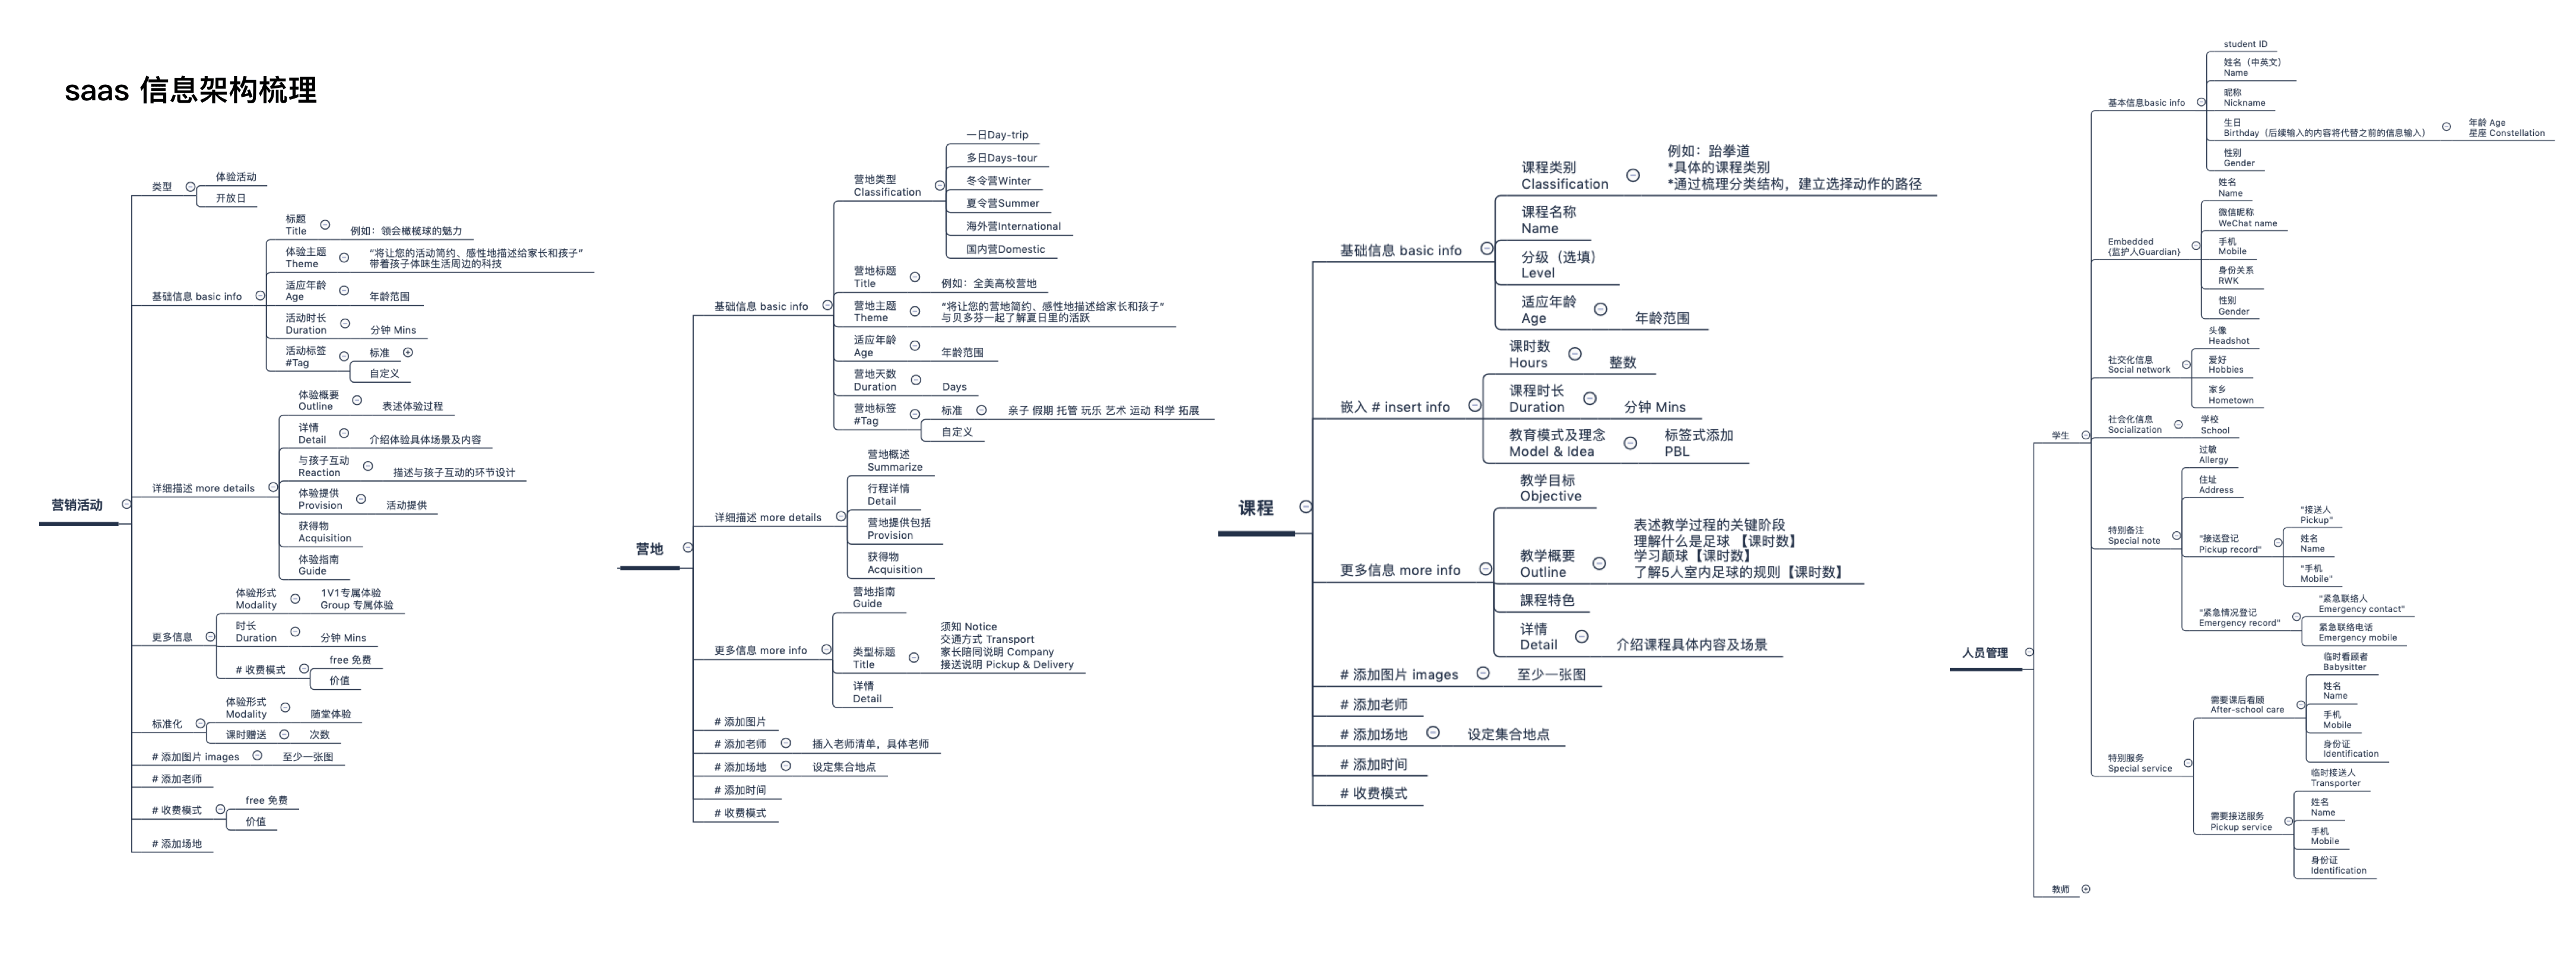 saas 信息架构梳理
营销活动
类型
体验活动
开放日
基础信息 basic info
标题
Title
例如：领会橄榄球的魅力
体验主题
Theme
“将让您的活动简约、感性地描述给家长和孩子”
带着孩子体味生活周边的科技
适应年龄
Age
年龄范围
活动时长
Duration
分钟 Mins
活动标签
#Tag
标准
自定义
详细描述 more details
体验概要
Outline
表述体验过程
详情
Detail
介绍体验具体场景及内容
与孩子互动
Reaction
描述与孩子互动的环节设计
体验提供
Provision
活动提供
获得物
Acquisition
体验指南
Guide
更多信息
体验形式
Modality
1V1专属体验
Group 专属体验
时长
Duration
分钟 Mins
# 收费模式
free 免费
价值
标准化
体验形式
Modality
随堂体验
课时赠送
次数
# 添加图片 images
至少一张图
# 添加老师
# 收费模式
free 免费
价值
# 添加场地
营地
基础信息 basic info
营地类型
Classification
一日Day-trip
多日Days-tour
冬令营Winter
夏令营Summer
海外营International
国内营Domestic
营地标题
Title
例如：全美高校营地
营地主题
Theme
“将让您的营地简约、感性地描述给家长和孩子”
与贝多芬一起了解夏日里的活跃
适应年龄
Age
年龄范围
营地天数
Duration
Days
营地标签
#Tag
标准
亲子 假期 托管 玩乐 艺术 运动 科学 拓展
自定义
详细描述 more details
营地概述
Summarize
行程详情
Detail
营地提供包括
Provision
获得物
Acquisition
更多信息 more info
营地指南
Guide
类型标题
Title
须知 Notice
交通方式 Transport
家长陪同说明 Company
接送说明 Pickup & Delivery
详情
Detail
# 添加图片
# 添加老师
插入老师清单，具体老师
# 添加场地
设定集合地点
# 添加时间
# 收费模式
课程
基础信息 basic info
课程类别
Classification
例如：跆拳道
*具体的课程类别
*通过梳理分类结构，建立选择动作的路径
课程名称
Name
分级（选填）
Level
适应年龄
Age
年龄范围
嵌入 # insert info
课时数
Hours
整数
课程时长
Duration
分钟 Mins
教育模式及理念
Model & Idea
标签式添加
PBL
更多信息 more info
教学目标
Objective
教学概要
Outline
表述教学过程的关键阶段
理解什么是足球 【课时数】
学习颠球【课时数】
了解5人室内足球的规则【课时数】
課程特色
详情
Detail
介绍课程具体内容及场景
# 添加图片 images
至少一张图
# 添加老师
# 添加场地
设定集合地点
# 添加时间
# 收费模式
人员管理
学生
基本信息basic info
student ID
姓名（中英文）
Name
昵称
Nickname
生日
Birthday（后续输入的内容将代替之前的信息输入）
年龄 Age
星座 Constellation
性别
Gender
Embedded
{监护人Guardian}
姓名
Name
微信昵称
WeChat name
手机
Mobile
身份关系
RWK
性别
Gender
社交化信息
Social network
头像
Headshot
爱好
Hobbies
家乡
Hometown
社会化信息
Socialization
学校
School
特别备注
Special note
过敏
Allergy
住址
Address
"接送登记
Pickup record"
"接送人
Pickup"
姓名
Name
"手机
Mobile"
"紧急情况登记
Emergency record"
"紧急联络人
Emergency contact"
紧急联络电话
Emergency mobile
特别服务
Special service
需要课后看顾
After-school care
临时看顾者
Babysitter
姓名
Name
手机
Mobile
身份证
Identification
需要接送服务
Pickup service
临时接送人
Transporter
姓名
Name
手机
Mobile
身份证
Identification
教师